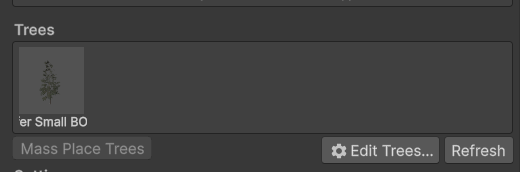 Trees
er Small BO
Mass Place Trees
Edit Trees...
Refresh